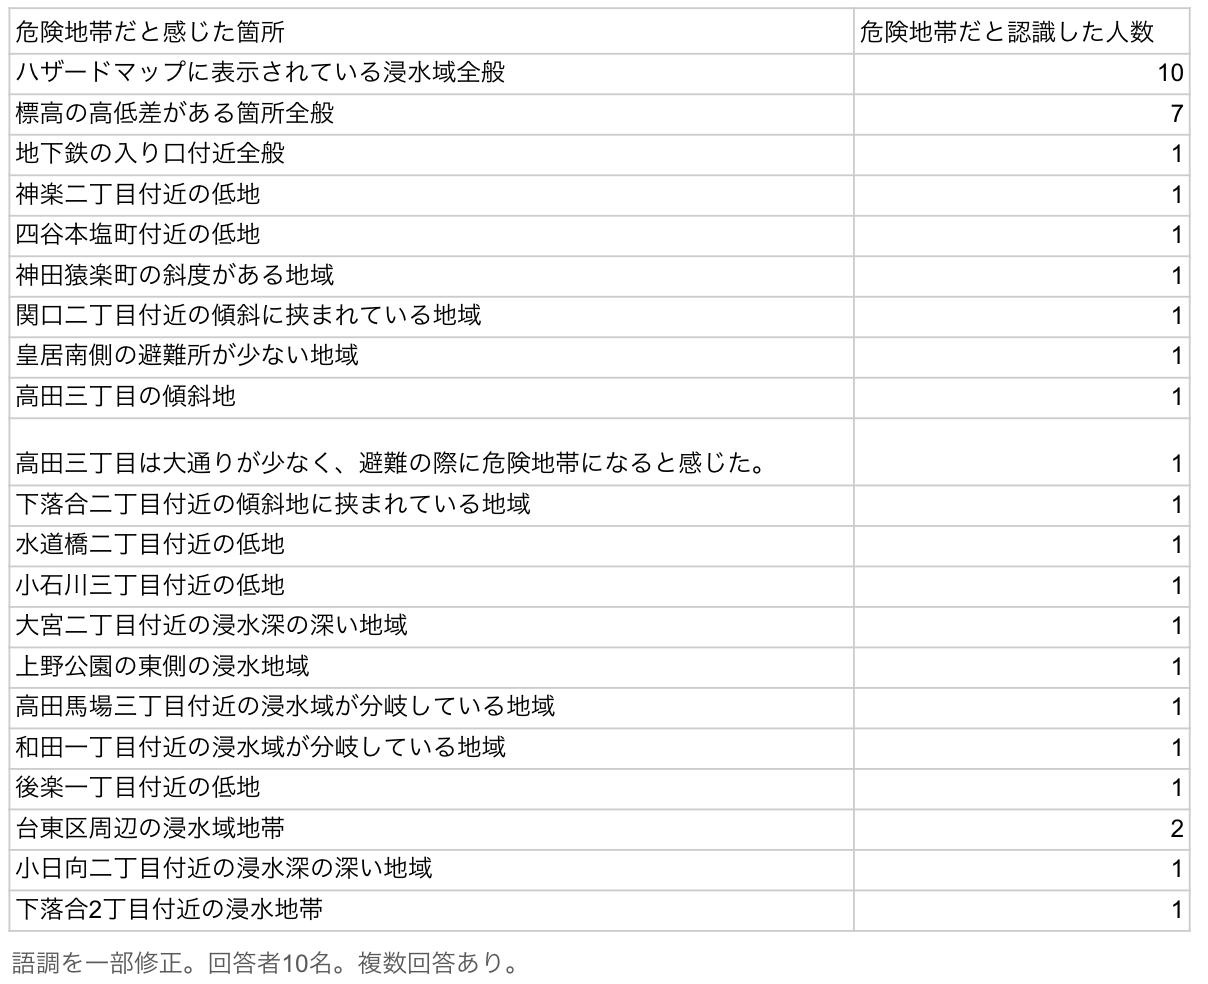 危険地帯だと感じた箇所 危険地帯だと認識した人数
ハザードマップに表示されている浸水域全般 10
標高の高低差がある箇所全般 7
地下鉄の入り口付近全般 1
神楽二丁目付近の低地 1
四谷本塩町付近の低地 1
神田猿楽町の斜度がある地域 1
関口二丁目付近の傾斜に挟まれている地域 1
皇居南側の避難所が少ない地域 1
高田三丁目の傾斜地 1
高田三丁目は大通りが少なく、避難の際に危険地帯になると感じた。 1
下落合二丁目付近の傾斜地に挟まれている地域 1
水道橋二丁目付近の低地 1
小石川三丁目付近の低地 1
大宮二丁目付近の浸水深の深い地域 1
上野公園の東側の浸水地域 1
高田馬場三丁目付近の浸水域が分岐している地域 1
和田一丁目付近の浸水域が分岐している地域 1
後楽一丁目付近の低地 1
台東区周辺の浸水域地帯 2
小日向二丁目付近の浸水深の深い地域 1
下落合2丁目付近の浸水地帯 1
語調を一部修正。回答者10名。複数回答あり。